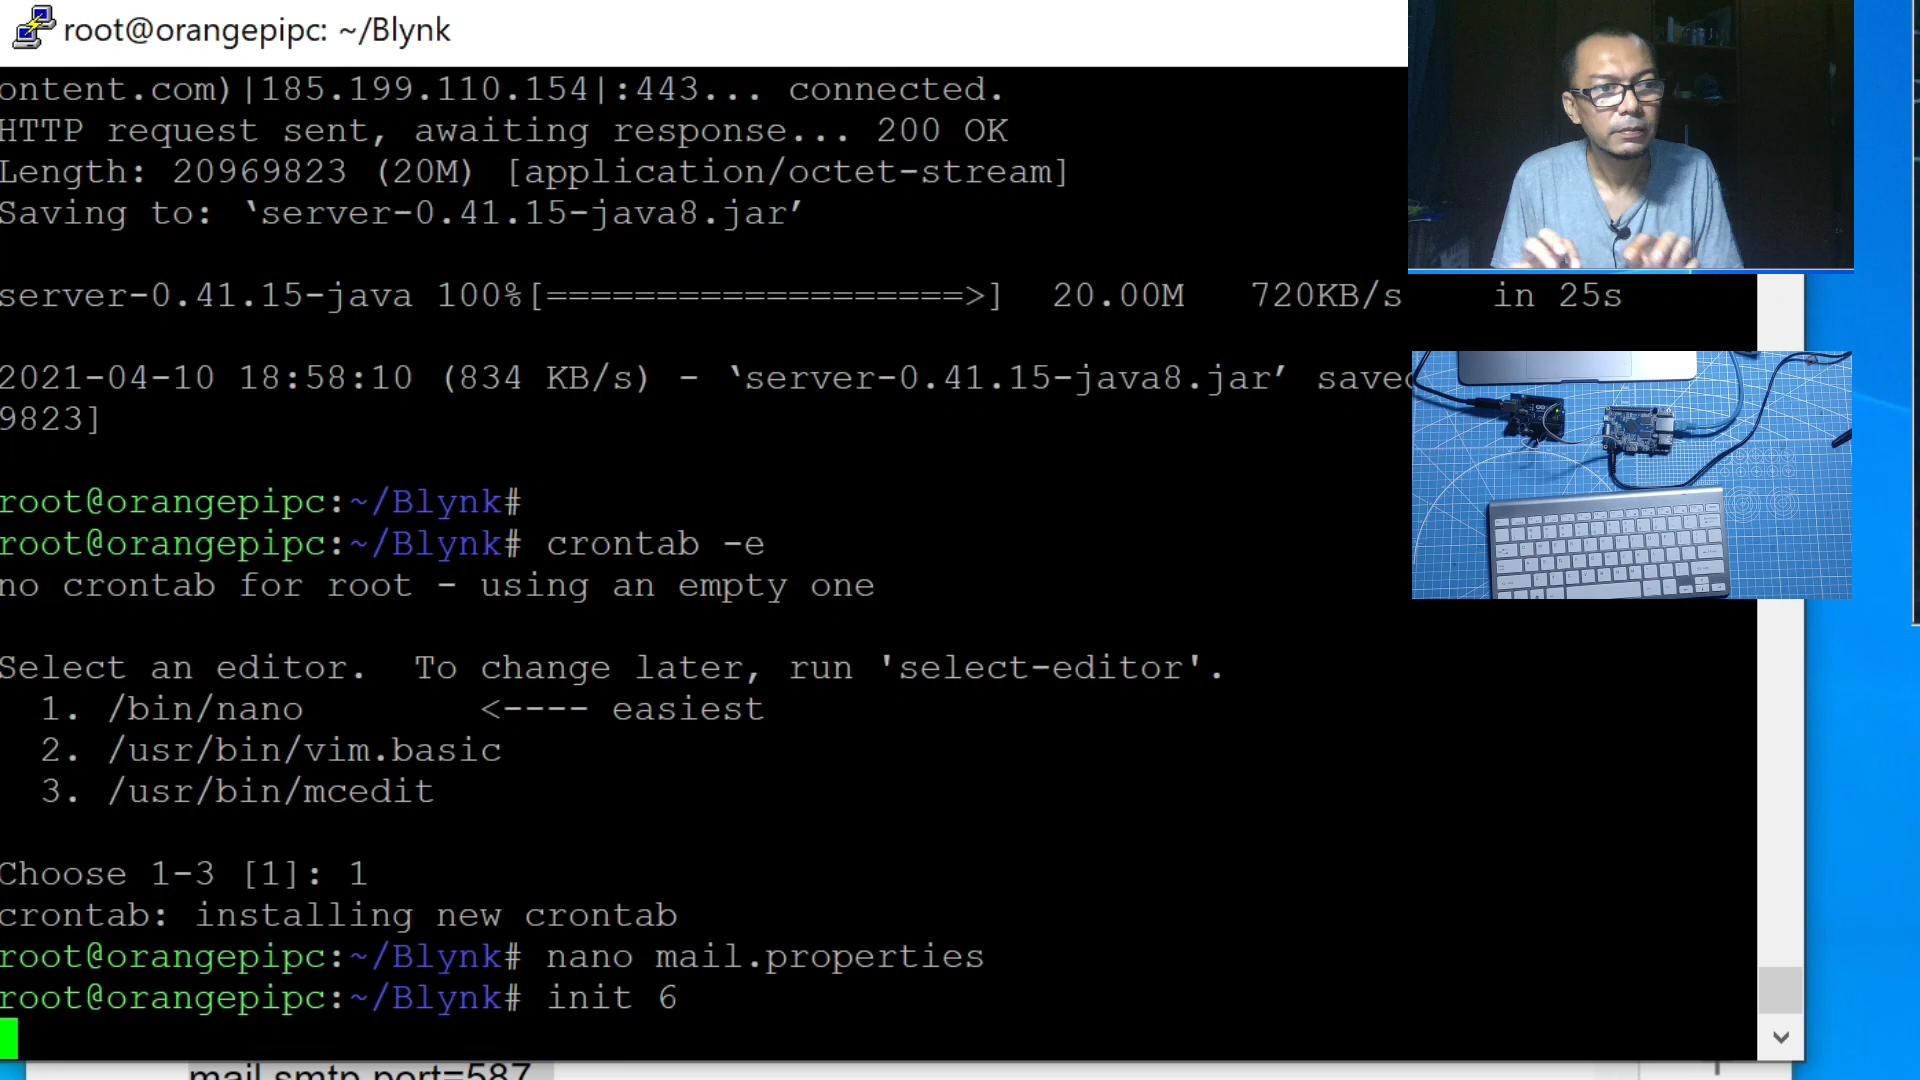 root@orangepipc: ~/Blynk
ontent.com)|185.199.110.154|:443... connected.
HTTP request sent, awaiting response... 200 OK
Length: 20969823 (20M) [application/octet-stream]
Saving to: ‘server-0.41.15-java8.jar’
server-0.41.15-java 100%[===================>] 20.00M 720KB/s in 25s
2021-04-10 18:58:10 (834 KB/s) - ‘server-0.41.15-java8.jar’ saved
9823]
root@orangepipc:~/Blynk#
root@orangepipc:~/Blynk# crontab -e
no crontab for root - using an empty one
Select an editor. To change later, run 'select-editor'.
1. /bin/nano <---- easiest
2. /usr/bin/vim.basic
3. /usr/bin/mcedit
Choose 1-3 [1]: 1
crontab: installing new crontab
root@orangepipc:~/Blynk# nano mail.properties
root@orangepipc:~/Blynk# init 6
mail.smtp.port=587